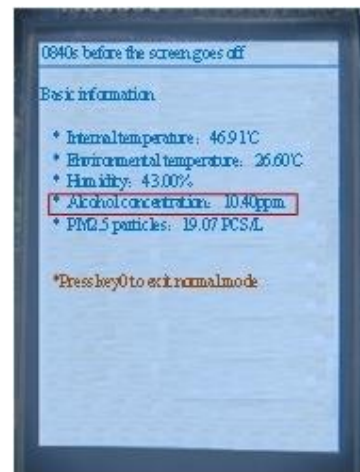 0840s before the screen goes off
Basic information
* Internal temperature: 46.91℃
* Environmental temperature: 26.60℃
* Humidity: 43.00%
* Alcohol concentration: 10.40ppm
* PM2.5 particles: 19.07 PCS/L
*Press key0 to exit normal mode